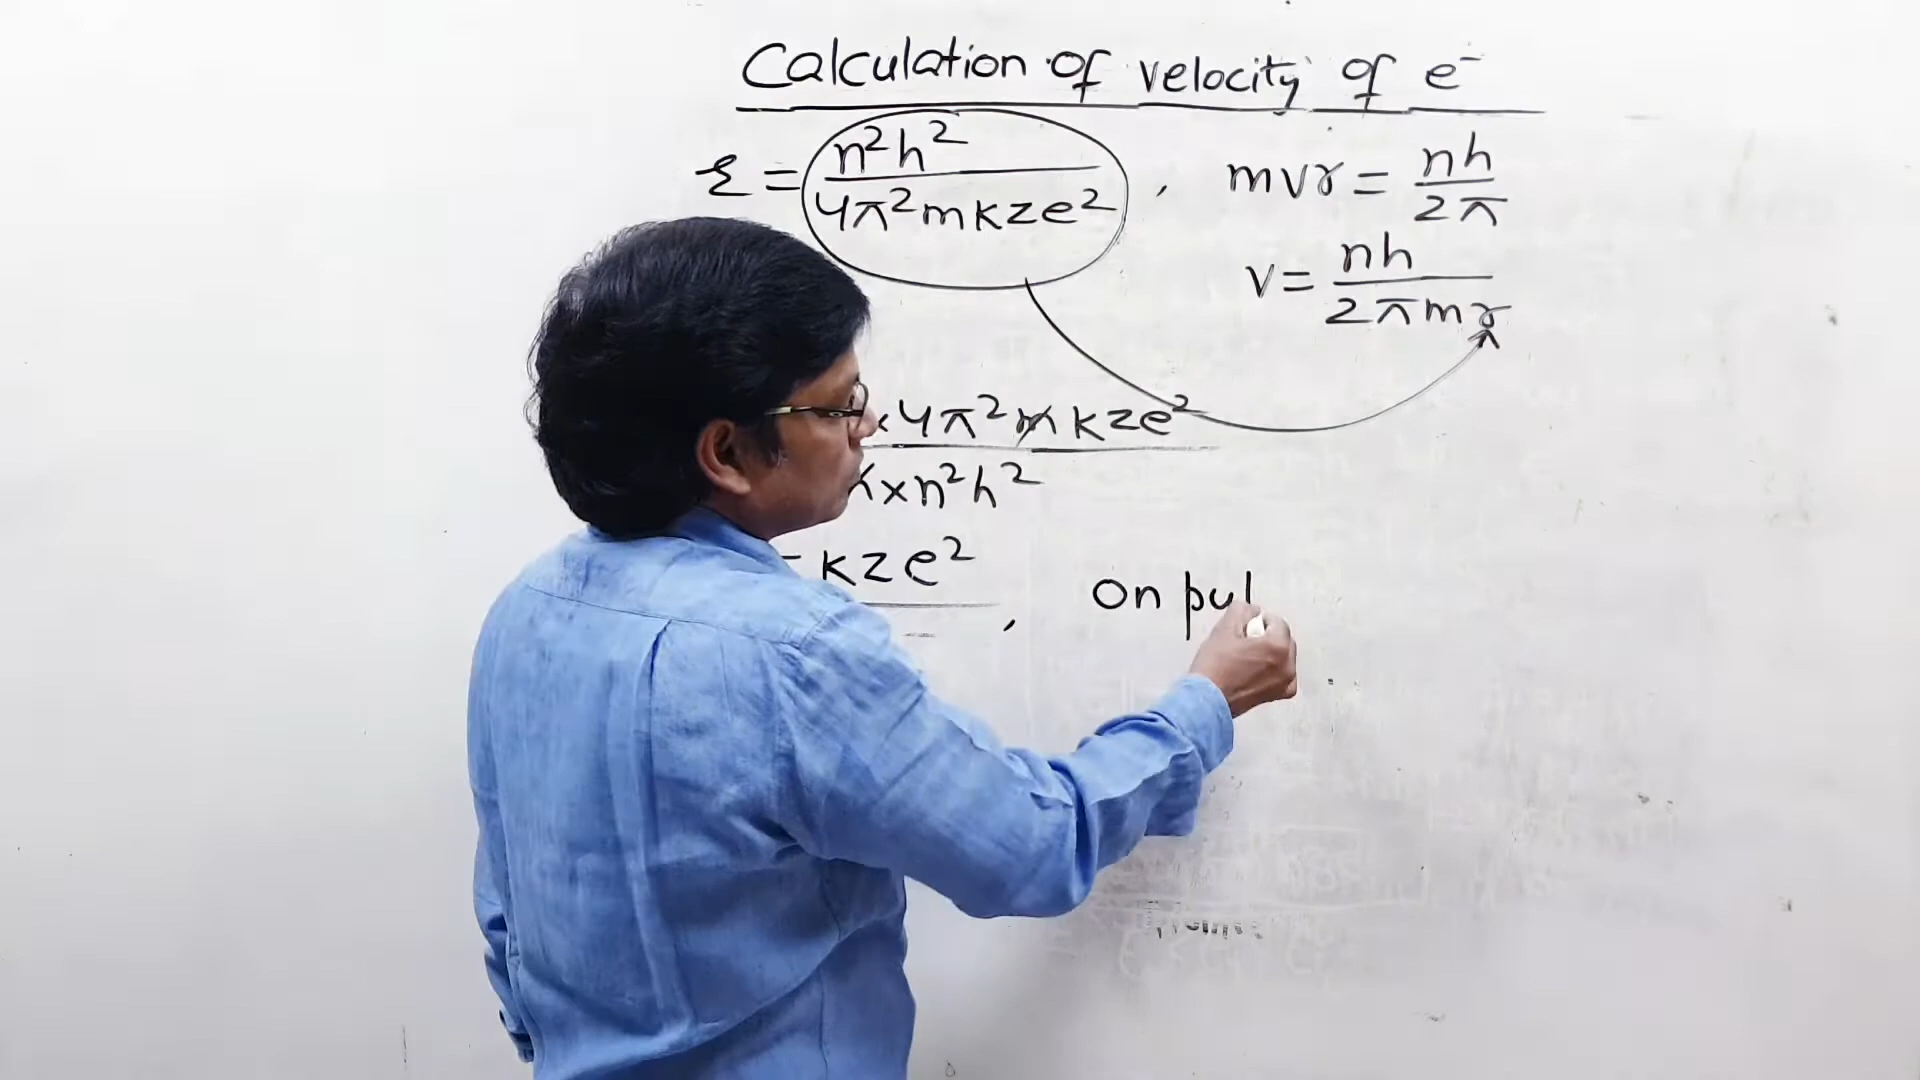 Calculation of velocity of e⁻
r = n²h² / 4π²mkze² , mvr = nh / 2π
v = nh / 2πmr
× 4π²mkze²
× n²h²
kze² , On put